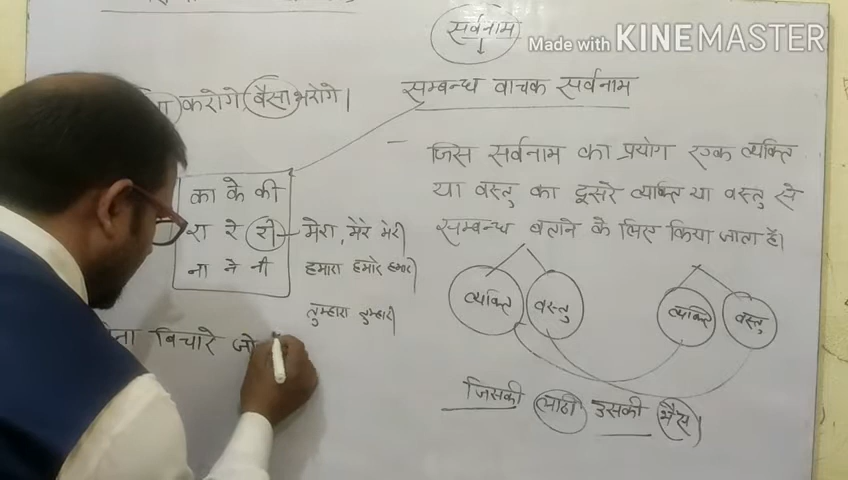 सर्वनाम
Made with KINEMASTER
सम्बन्ध वाचक सर्वनाम
करोगे वैसा भरोगे।
जिस सर्वनाम का प्रयोग एक व्यक्ति
या वस्तु का दूसरे व्यक्ति या वस्तु से
सम्बन्ध बताने के लिए किया जाता है।
का के की
रा रे री – मेरा, मेरे मेरी
ना ने नी हमारा हमारे हमारी
तुम्हारा तुम्हारी
व्यक्ति वस्तु व्यक्ति वस्तु
बिचारे जो
जिसकी लाठी उसकी भैंस।